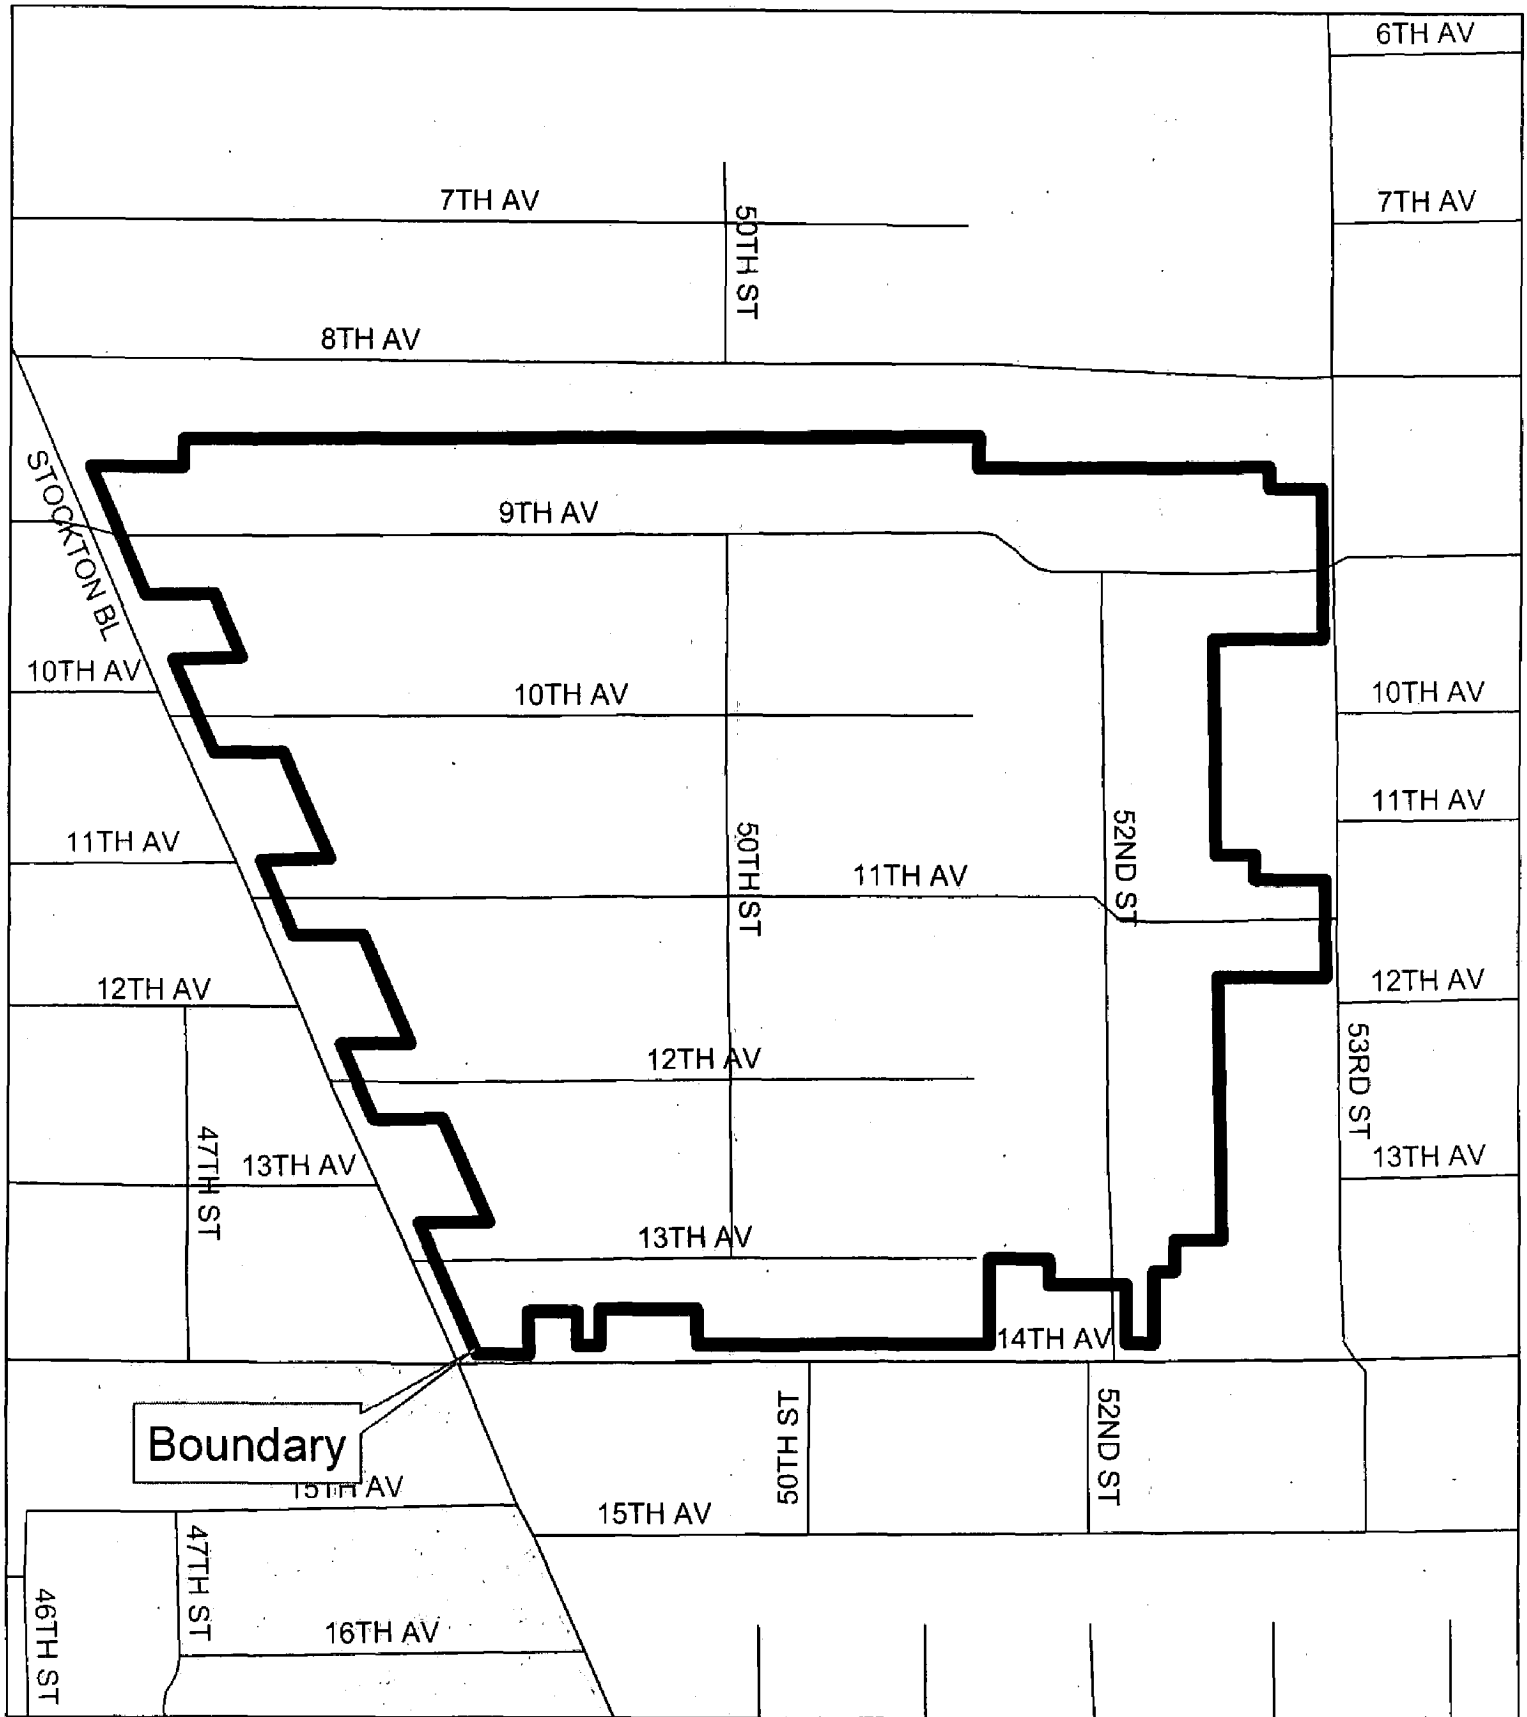 6TH AV
7TH AV
7TH AV
50TH ST
8TH AV
STOCKTON BL
9TH AV
10TH AV
10TH AV
10TH AV
11TH AV
11TH AV
50TH ST
52ND ST
11TH AV
12TH AV
12TH AV
53RD ST
12TH AV
47TH ST
13TH AV
13TH AV
13TH AV
14TH AV
Boundary
50TH ST
52ND ST
15TH AV
15TH AV
47TH ST
46TH ST
16TH AV